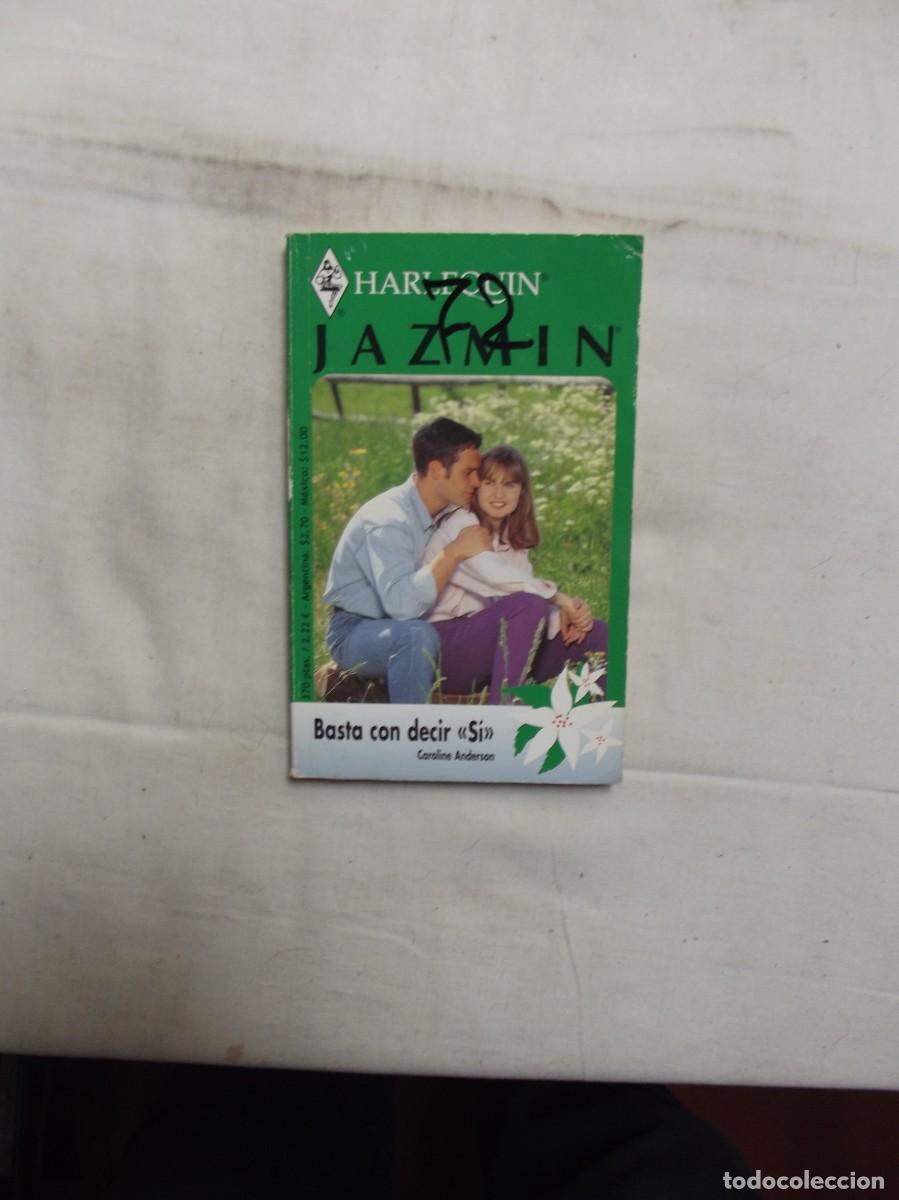 HARLEQUIN®
72
JAZMIN®
370 ptas. / 2,22 € - Argentina: $2,70 - México: $12.00
Basta con decir «Sí»
Caroline Anderson
todocoleccion